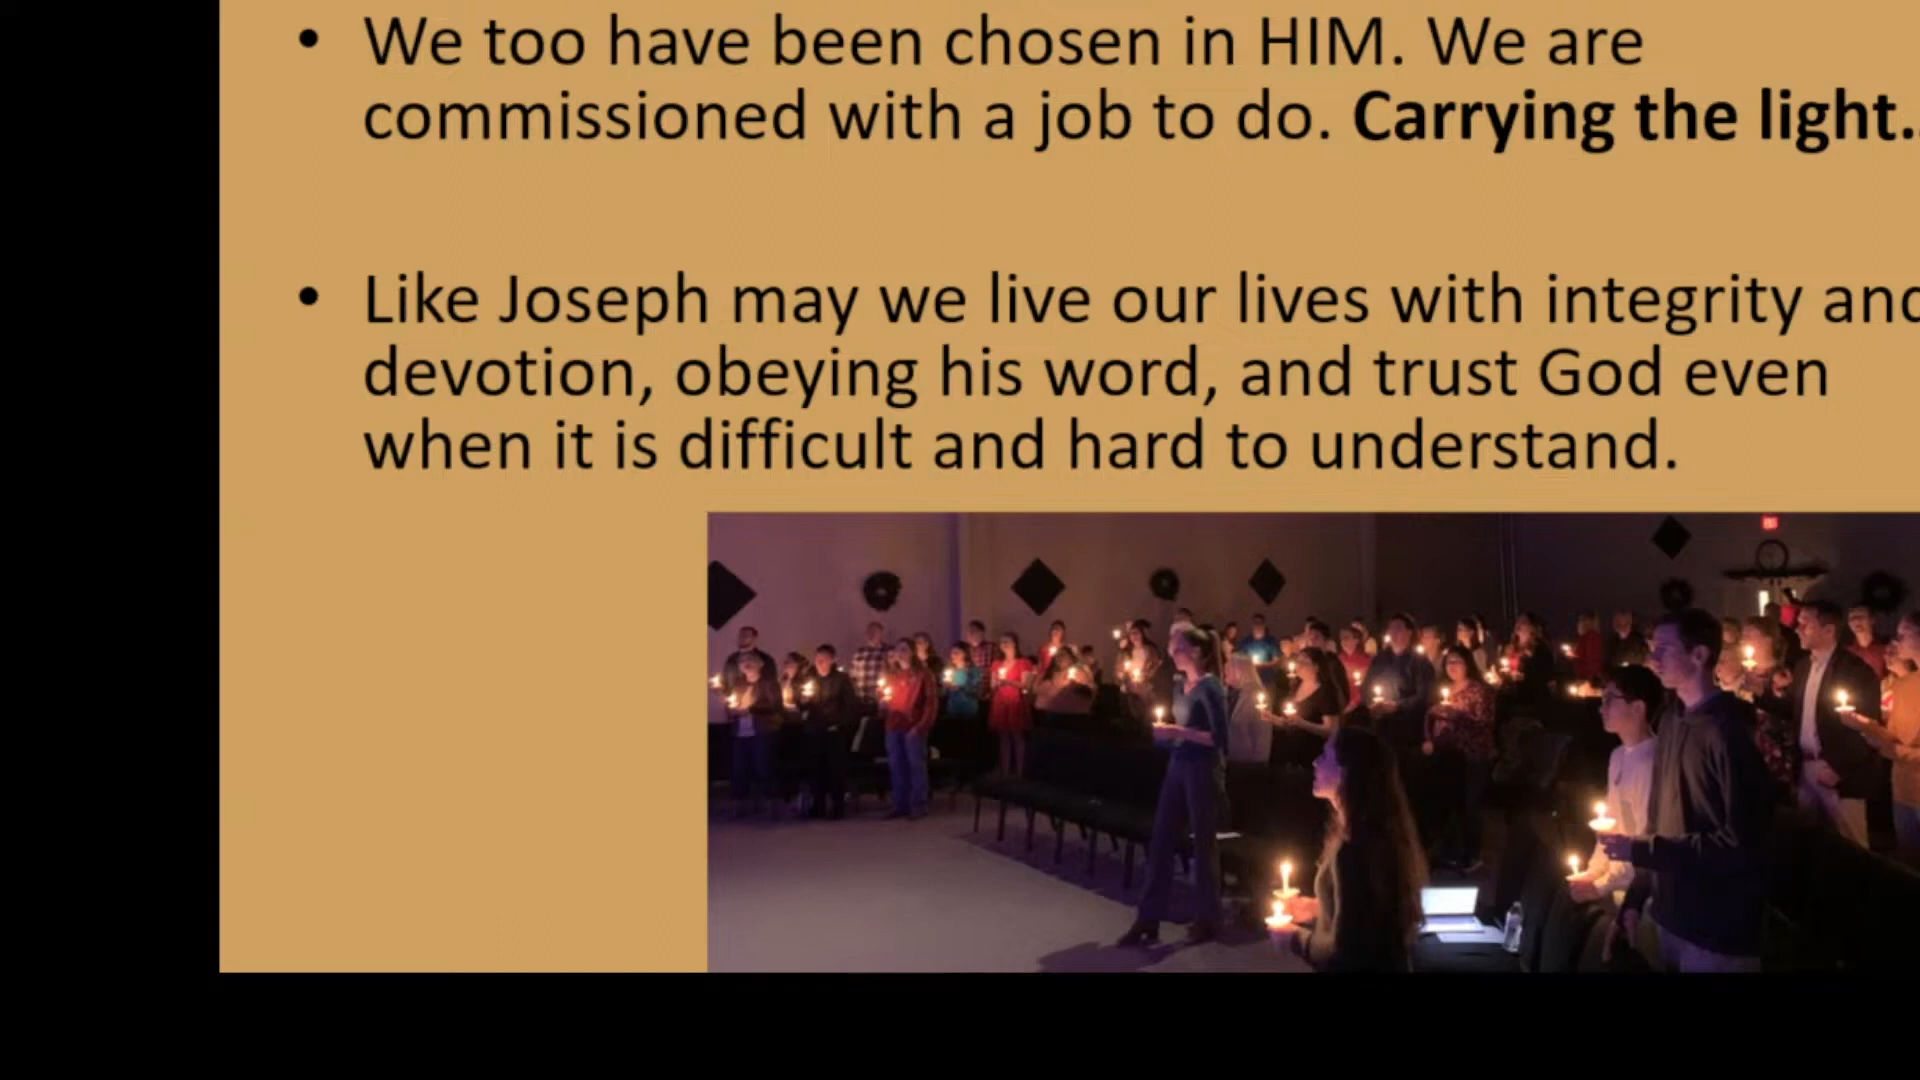 • We too have been chosen in HIM. We are
commissioned with a job to do. Carrying the light..
• Like Joseph may we live our lives with integrity and
devotion, obeying his word, and trust God even
when it is difficult and hard to understand.